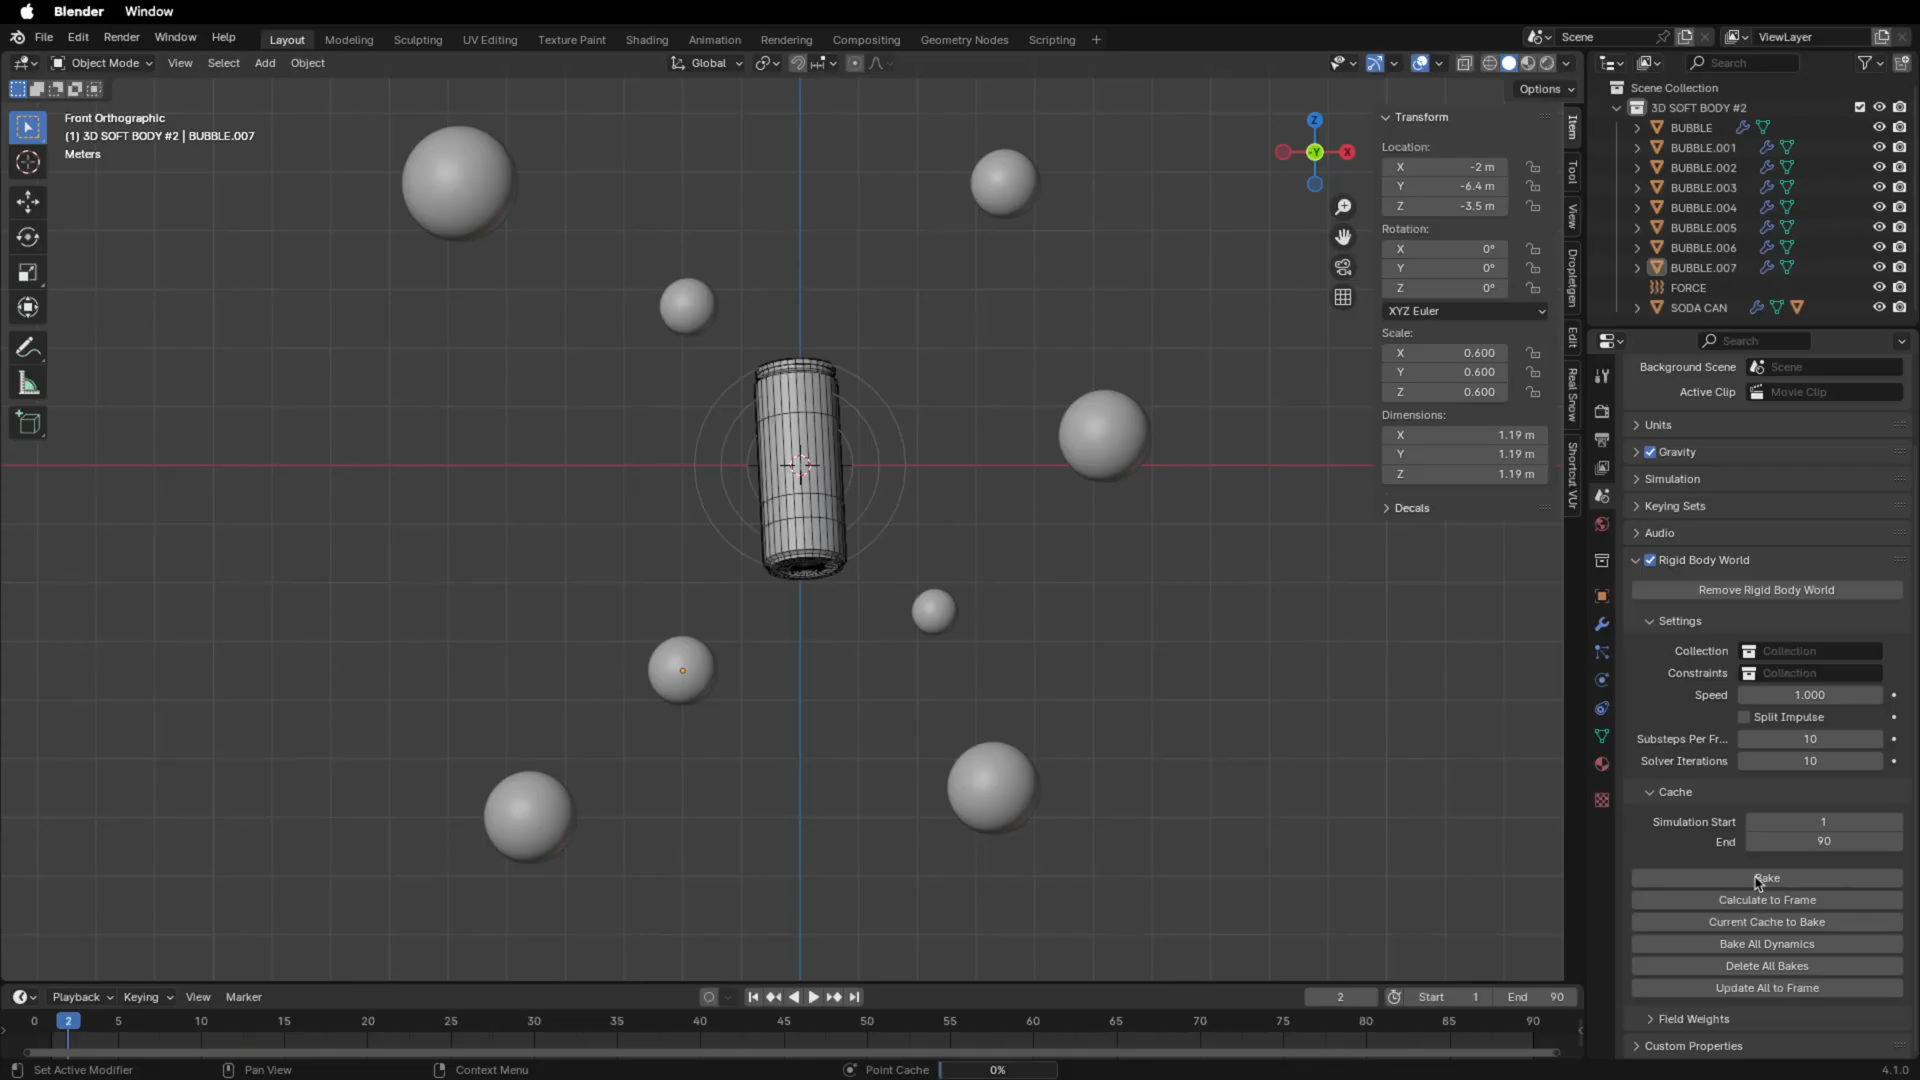 Blender Window
File Edit Render Window Help
Layout Modeling Sculpting UV Editing Texture Paint Shading Animation Rendering Compositing Geometry Nodes Scripting +
Scene ViewLayer
Object Mode View Select Add Object Global
Search
Options
Front Orthographic
(1) 3D SOFT BODY #2 | BUBBLE.007
Meters
Z
-Y
X
Transform
Location:
X -2 m
Y -6.4 m
Z -3.5 m
Rotation:
X 0°
Y 0°
Z 0°
XYZ Euler
Scale:
X 0.600
Y 0.600
Z 0.600
Dimensions:
X 1.19 m
Y 1.19 m
Z 1.19 m
Decals
Item
Tool
View
Dropletgen
Edit
Real Snow
Shortcut VUr
Scene Collection
3D SOFT BODY #2
BUBBLE
BUBBLE.001
BUBBLE.002
BUBBLE.003
BUBBLE.004
BUBBLE.005
BUBBLE.006
BUBBLE.007
FORCE
SODA CAN
Search
Background Scene Scene
Active Clip Movie Clip
Units
Gravity
Simulation
Keying Sets
Audio
Rigid Body World
Remove Rigid Body World
Settings
Collection Collection
Constraints Collection
Speed 1.000
Split Impulse
Substeps Per Fr... 10
Solver Iterations 10
Cache
Simulation Start 1
End 90
Bake
Calculate to Frame
Current Cache to Bake
Bake All Dynamics
Delete All Bakes
Update All to Frame
Field Weights
Custom Properties
Playback Keying View Marker 2 Start 1 End 90
0 2 5 10 15 20 25 30 35 40 45 50 55 60 65 70 75 80 85 90
Set Active Modifier Pan View Context Menu Point Cache 0% 4.1.0